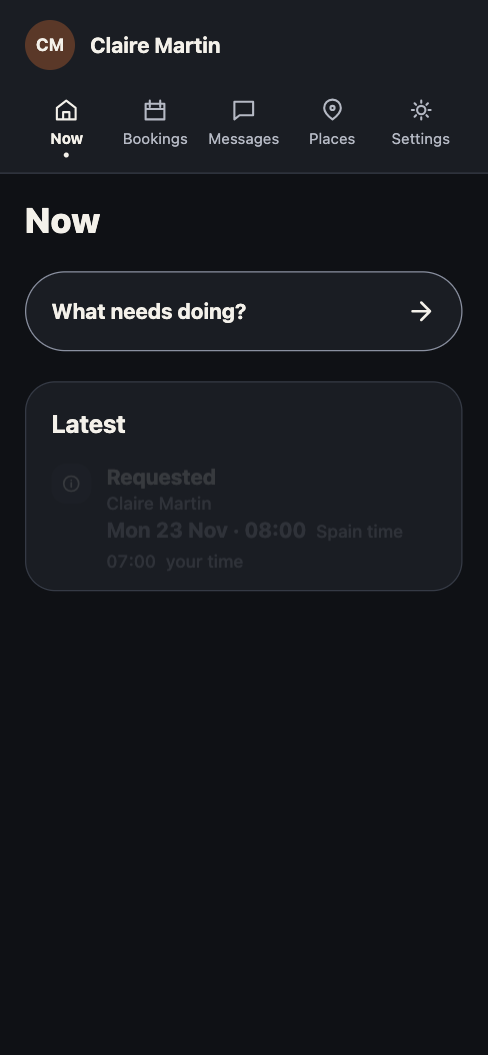 CM
Claire Martin
Now
Bookings
Messages
Places
Settings
Now
What needs doing?
Latest
Requested
Claire Martin
Mon 23 Nov · 08:00 Spain time
07:00 your time